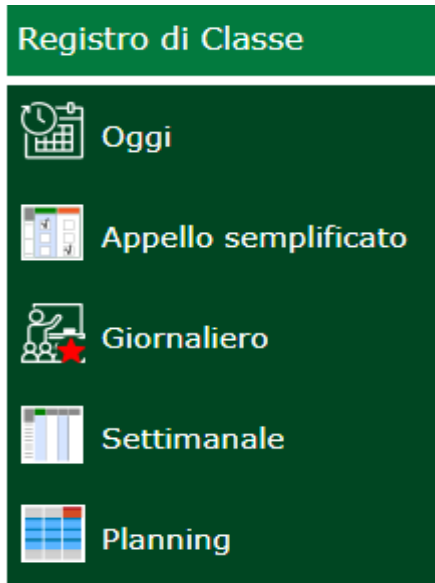 Registro di Classe
Oggi
Appello semplificato
Giornaliero
Settimanale
Planning